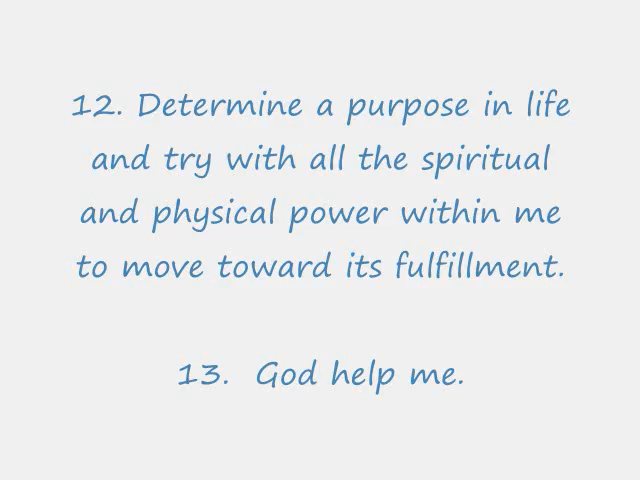 12. Determine a purpose in life
and try with all the spiritual
and physical power within me
to move toward its fulfillment.
13. God help me.